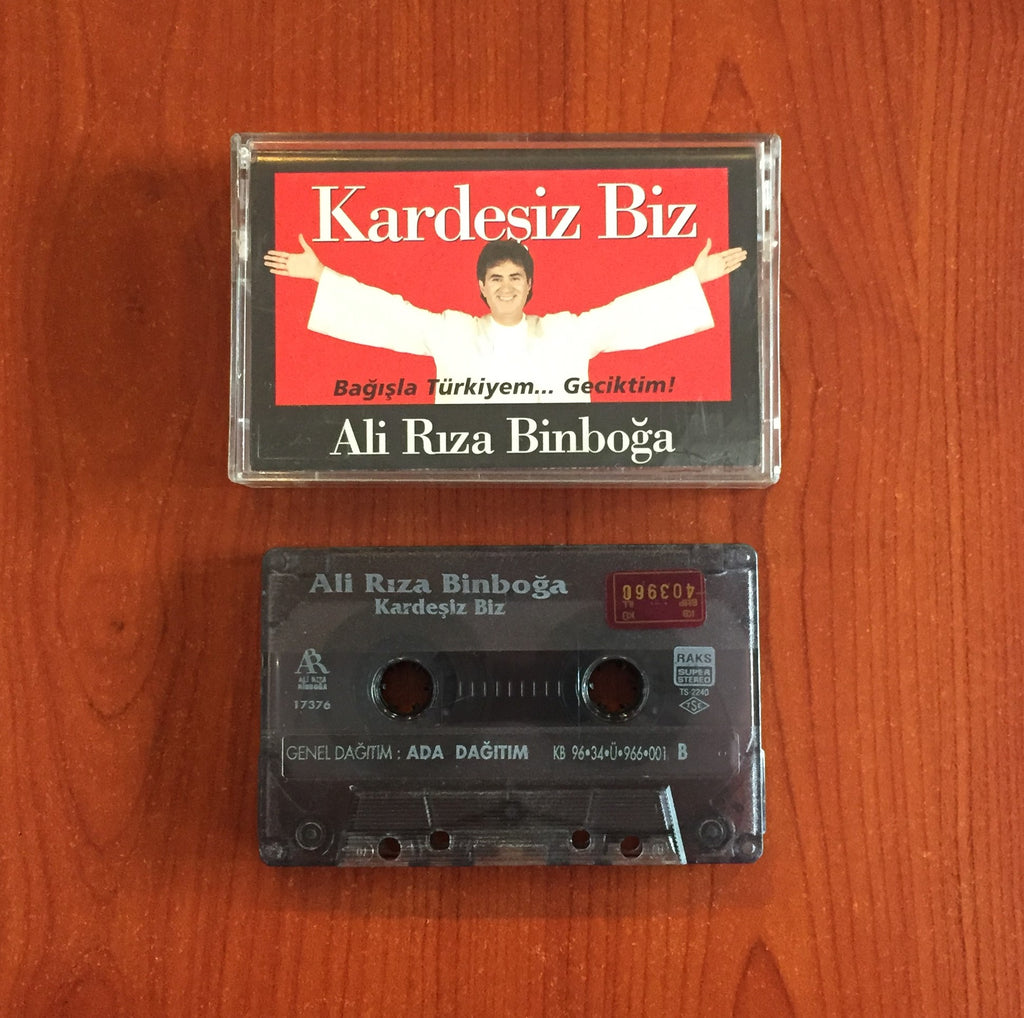 Kardeşiz Biz
Bağışla Türkiyem... Geciktim!
Ali Rıza Binboğa
Ali Rıza Binboğa
Kardeşiz Biz
403966
AR
ALİ RIZA
BİNBOĞA
17376
RAKS
SUPER
STEREO
TS 2240
TSE
GENEL DAĞITIM : ADA DAĞITIM KB 96•34•Ü•966•001 B